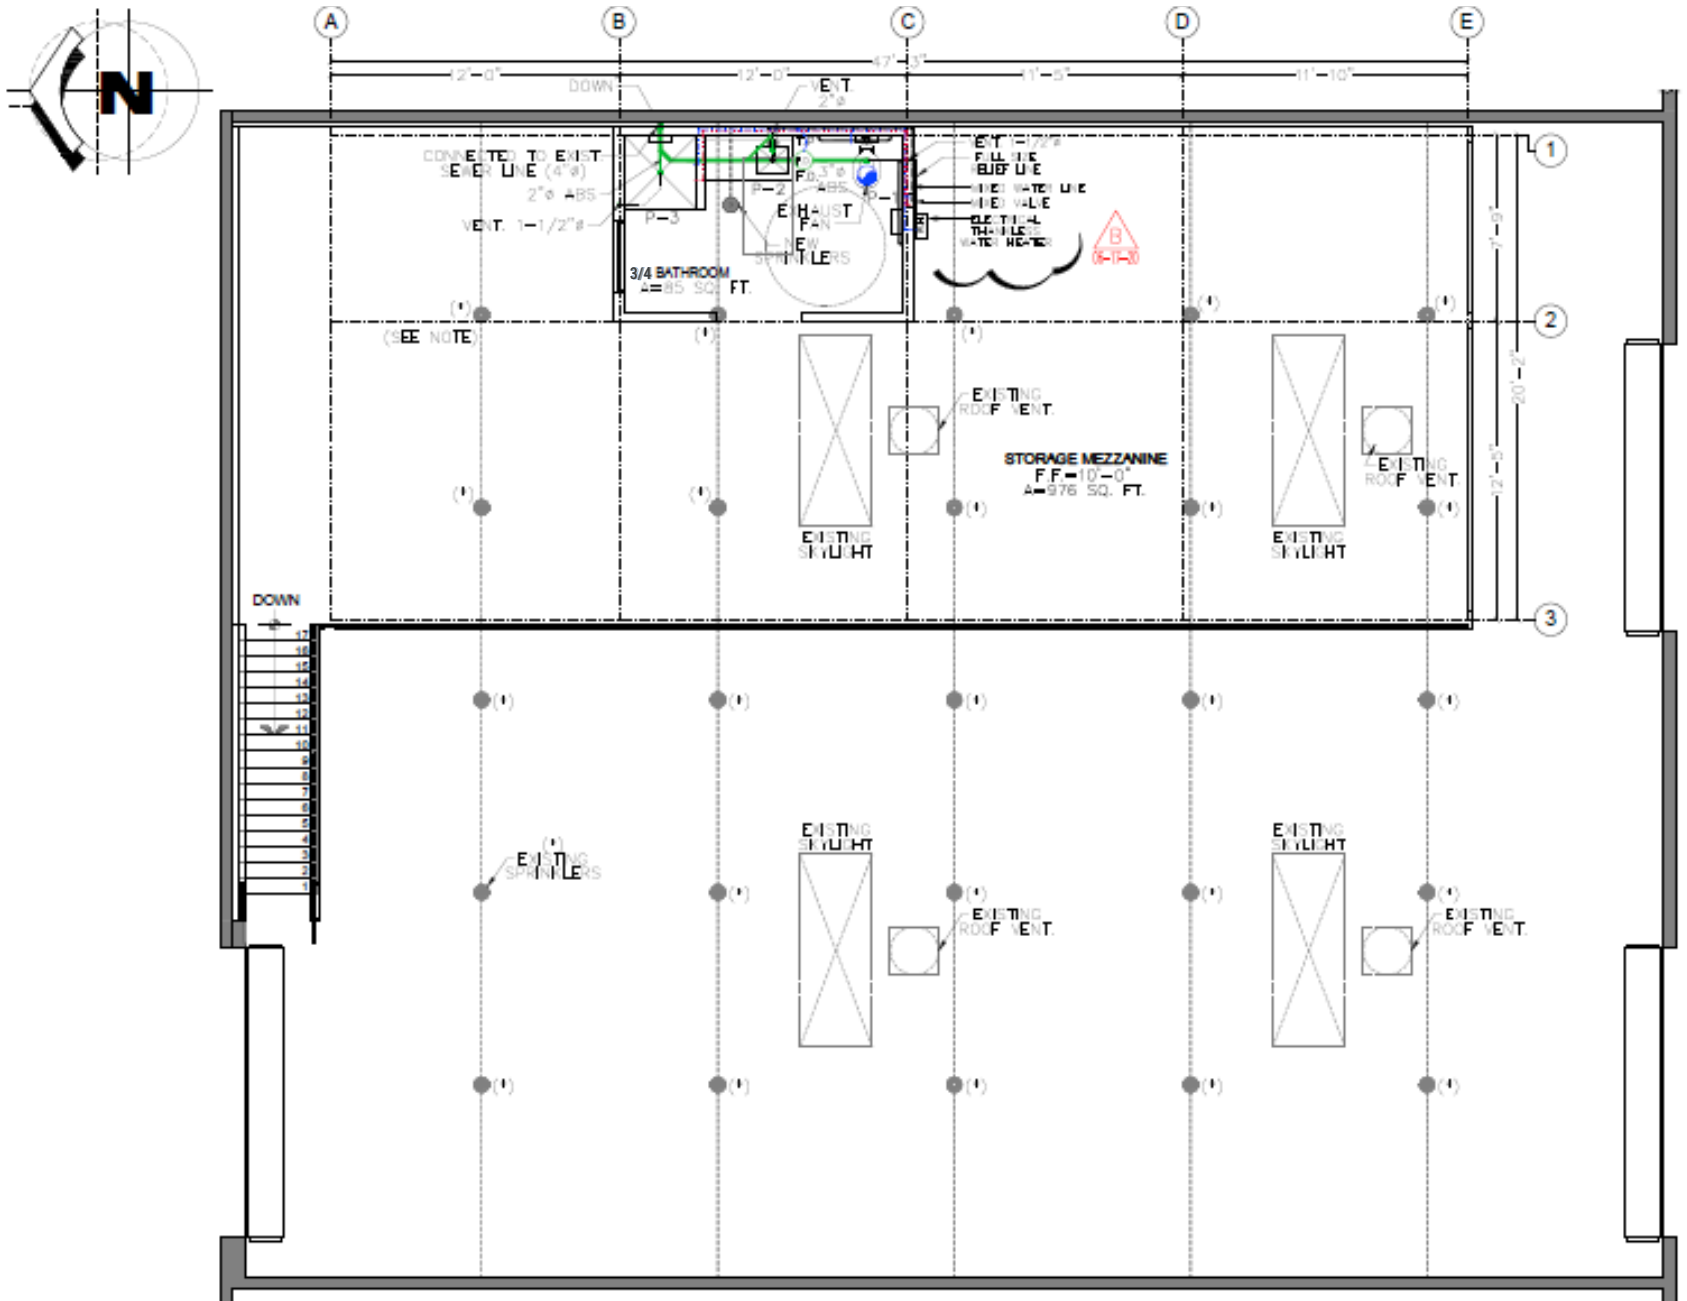 A
B
C
D
E
N
47'-3"
12'-0"
12'-0"
11'-5"
11'-10"
DOWN
VENT.
2"ø
1
CONNECTED TO EXIST.
SEWER LINE (4"ø)
2"ø ABS
VENT. 1-1/2"ø
P-3
P-2
F.D.
3"ø
ABS
EXHAUST
FAN
NEW
SPRINKLERS
3/4 BATHROOM
A=85 SQ. FT.
VENT 1-1/2"ø
FULL SIZE
RELIEF LINE
MIXED WATER LINE
MIXED VALVE
ELECTRICAL
THANKLESS
WATER HEATER
B
06-17-20
7'-9"
(*)
(*)
(*)
(*)
(*)
(SEE NOTE)
2
20'-2"
12'-5"
EXISTING
ROOF VENT.
STORAGE MEZZANINE
F.F.=10'-0"
A=976 SQ. FT.
EXISTING
ROOF VENT.
(*)
(*)
(*)
(*)
(*)
EXISTING
SKYLIGHT
EXISTING
SKYLIGHT
DOWN
3
17
16
15
14
13
12
11
10
9
8
7
6
5
4
3
2
1
(*)
(*)
(*)
(*)
(*)
EXISTING
SKYLIGHT
EXISTING
SKYLIGHT
(*)
EXISTING
SPRINKLERS
(*)
(*)
(*)
(*)
EXISTING
ROOF VENT.
EXISTING
ROOF VENT.
(*)
(*)
(*)
(*)
(*)